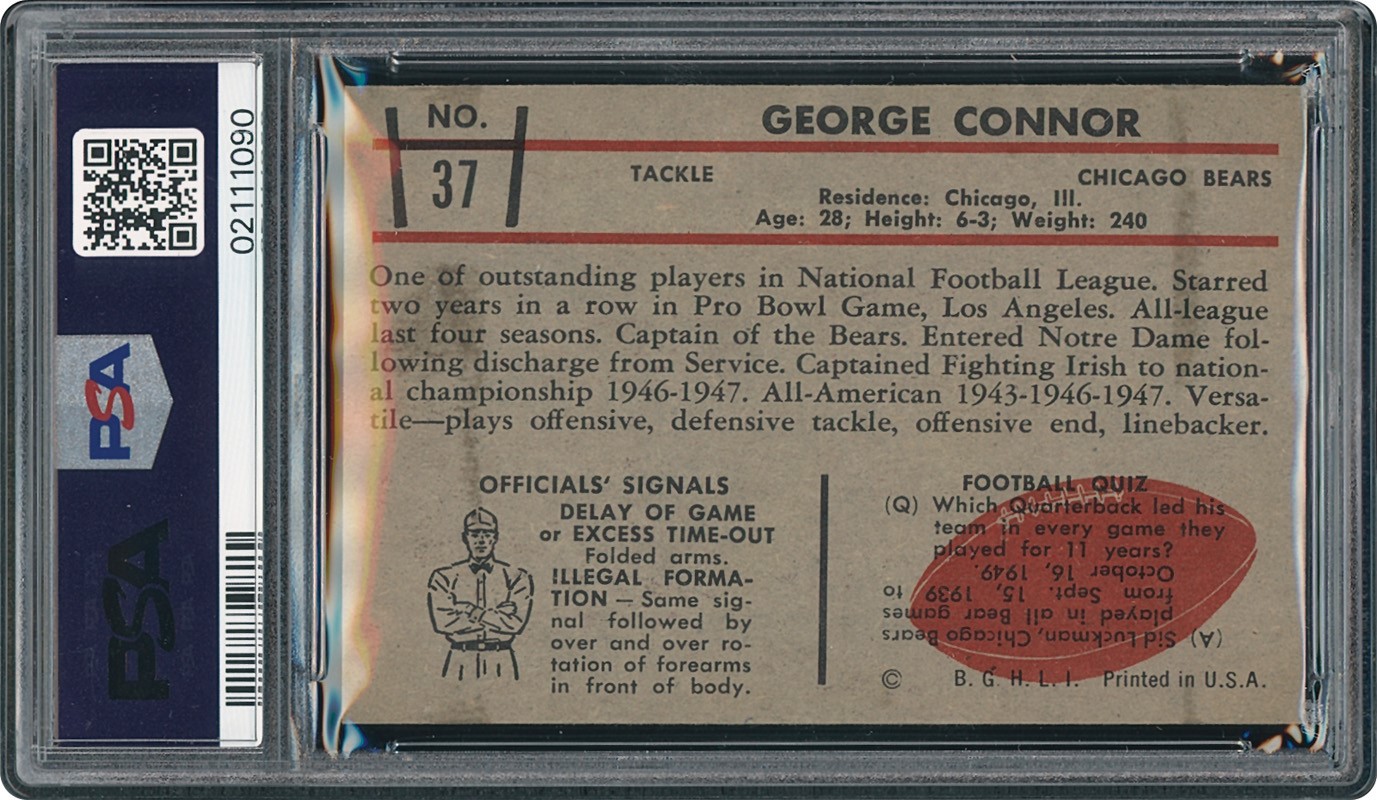 PSA
PSA
02111090
NO.
37
GEORGE CONNOR
TACKLE
CHICAGO BEARS
Residence: Chicago, Ill.
Age: 28; Height: 6-3; Weight: 240
One of outstanding players in National Football League. Starred
two years in a row in Pro Bowl Game, Los Angeles. All-league
last four seasons. Captain of the Bears. Entered Notre Dame fol-
lowing discharge from Service. Captained Fighting Irish to nation-
al championship 1946-1947. All-American 1943-1946-1947. Versa-
tile—plays offensive, defensive tackle, offensive end, linebacker.
OFFICIALS' SIGNALS
DELAY OF GAME
or EXCESS TIME-OUT
Folded arms.
ILLEGAL FORMA-
TION — Same sig-
nal followed by
over and over ro-
tation of forearms
in front of body.
FOOTBALL QUIZ
(Q) Which Quarterback led his
team in every game they
played for 11 years?
(A) Sid Luckman, Chicago Bears
played in all Bear games
from Sept. 15, 1939 to
October 16, 1949.
© B. G. H. L. I. Printed in U.S.A.